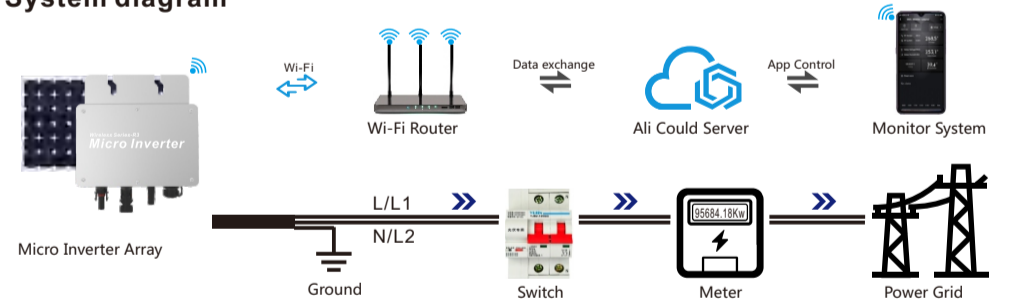 System diagram
Wi-Fi
Data exchange
App Control
Wi-Fi Router
Ali Could Server
Monitor System
Micro Inverter
L/L1
N/L2
95684.18Kw
Micro Inverter Array
Ground
Switch
Meter
Power Grid